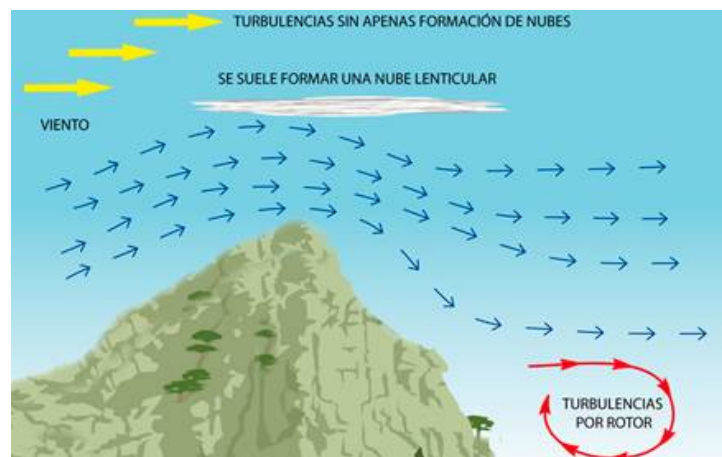 TURBULENCIAS SIN APENAS FORMACIÓN DE NUBES
SE SUELE FORMAR UNA NUBE LENTICULAR
VIENTO
TURBULENCIAS
POR ROTOR